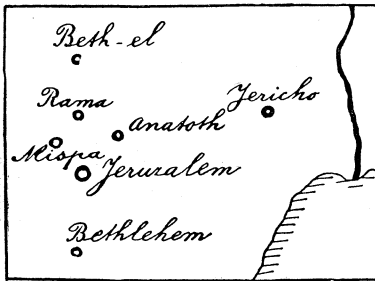 Beth-el
Rama
Jericho
Anatoth
Mispa
Jeruzalem
Bethlehem